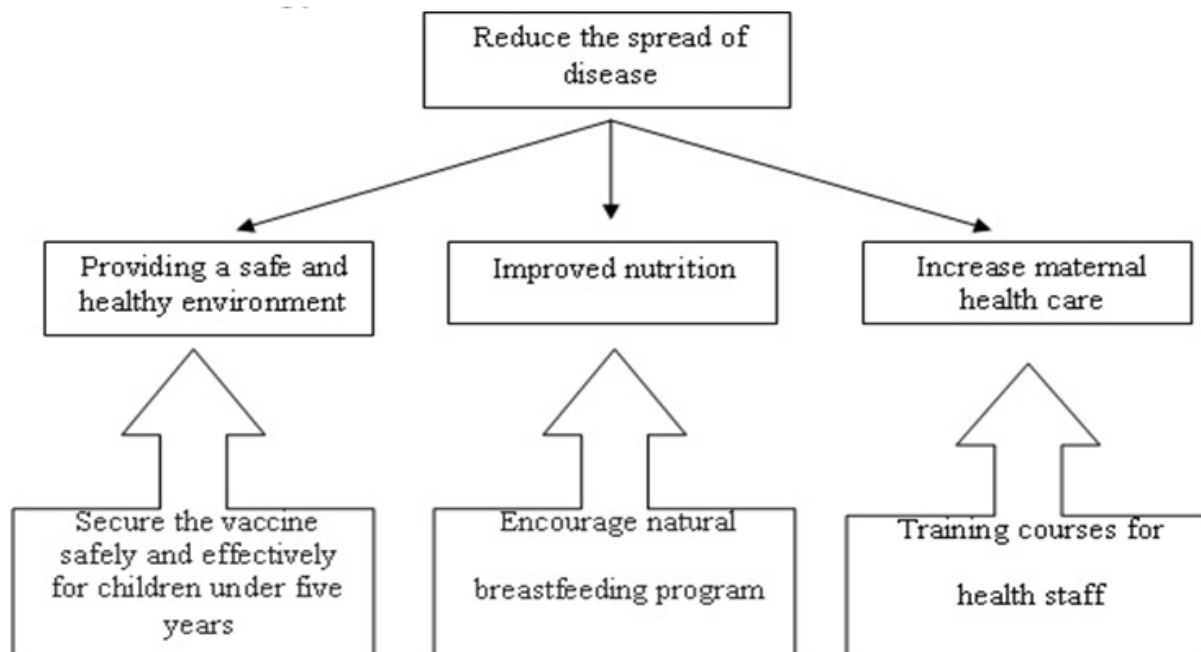 Reduce the spread of
disease
Providing a safe and
healthy environment
Improved nutrition
Increase maternal
health care
Secure the vaccine
safely and effectively
for children under five
years
Encourage natural
breastfeeding program
Training courses for
health staff